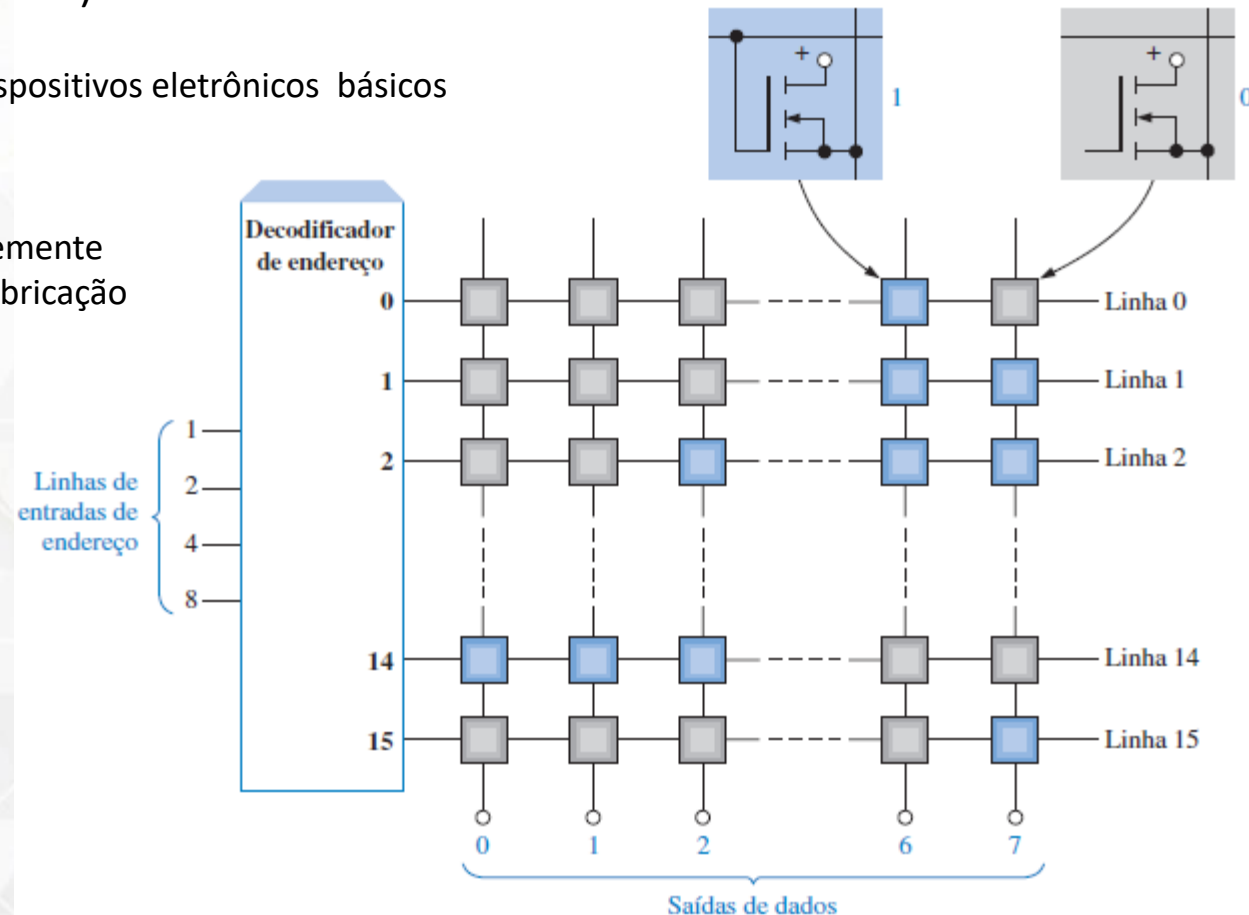 spositivos eletrônicos básicos
emente
bricação
+
1
+
0
Decodificador
de endereço
0
Linha 0
1
Linha 1
2
Linha 2
Linhas de
entradas de
endereço
1
2
4
8
14
Linha 14
15
Linha 15
0 1 2 6 7
Saídas de dados